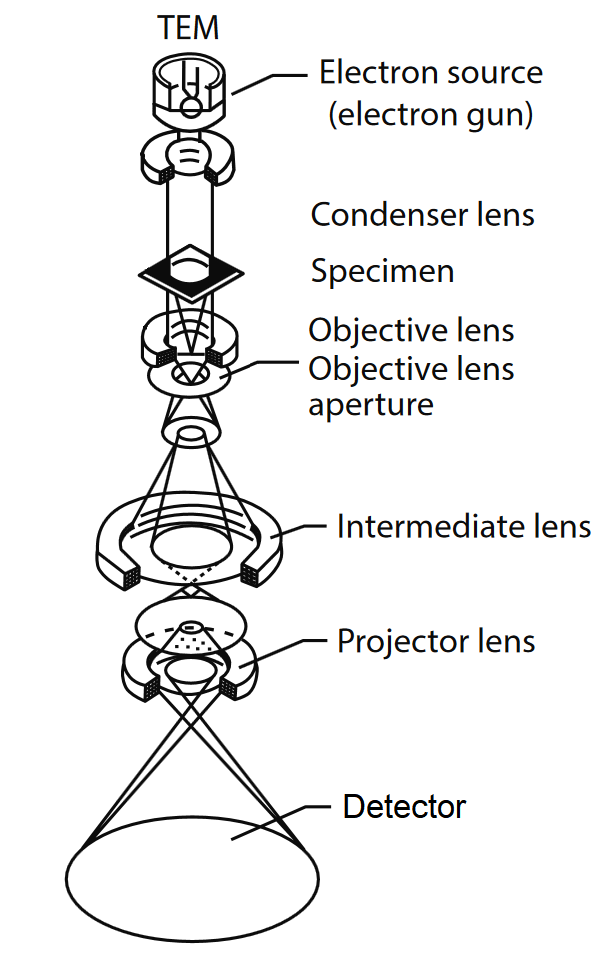 TEM
Electron source
(electron gun)
Condenser lens
Specimen
Objective lens
Objective lens
aperture
Intermediate lens
Projector lens
Detector